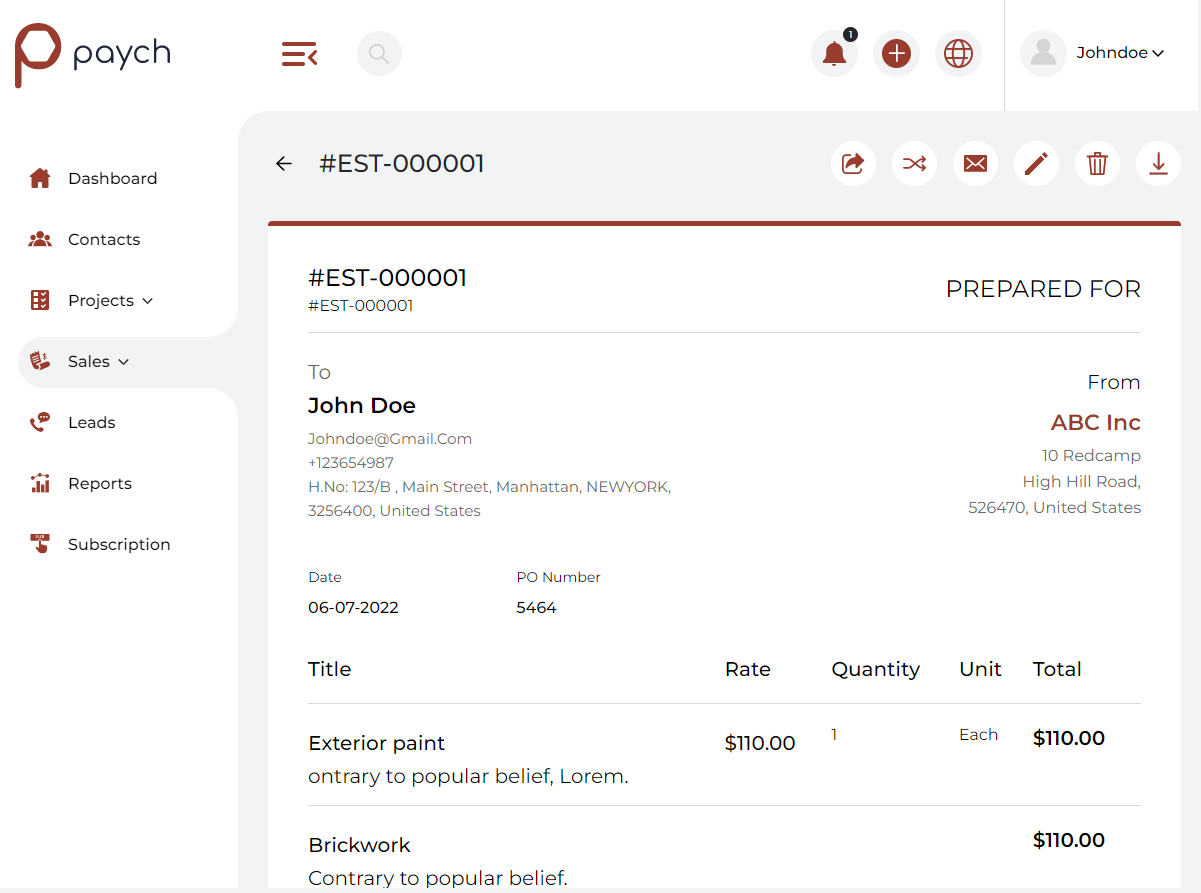 paych
1
Johndoe
Dashboard
Contacts
Projects
Sales
Leads
Reports
Subscription
#EST-000001
#EST-000001
#EST-000001
PREPARED FOR
To
John Doe
Johndoe@Gmail.Com
+123654987
H.No: 123/B , Main Street, Manhattan, NEWYORK,
3256400, United States
From
ABC Inc
10 Redcamp
High Hill Road,
526470, United States
Date PO Number
06-07-2022 5464
Title Rate Quantity Unit Total
Exterior paint $110.00 1 Each $110.00
ontrary to popular belief, Lorem.
Brickwork $110.00
Contrary to popular belief.